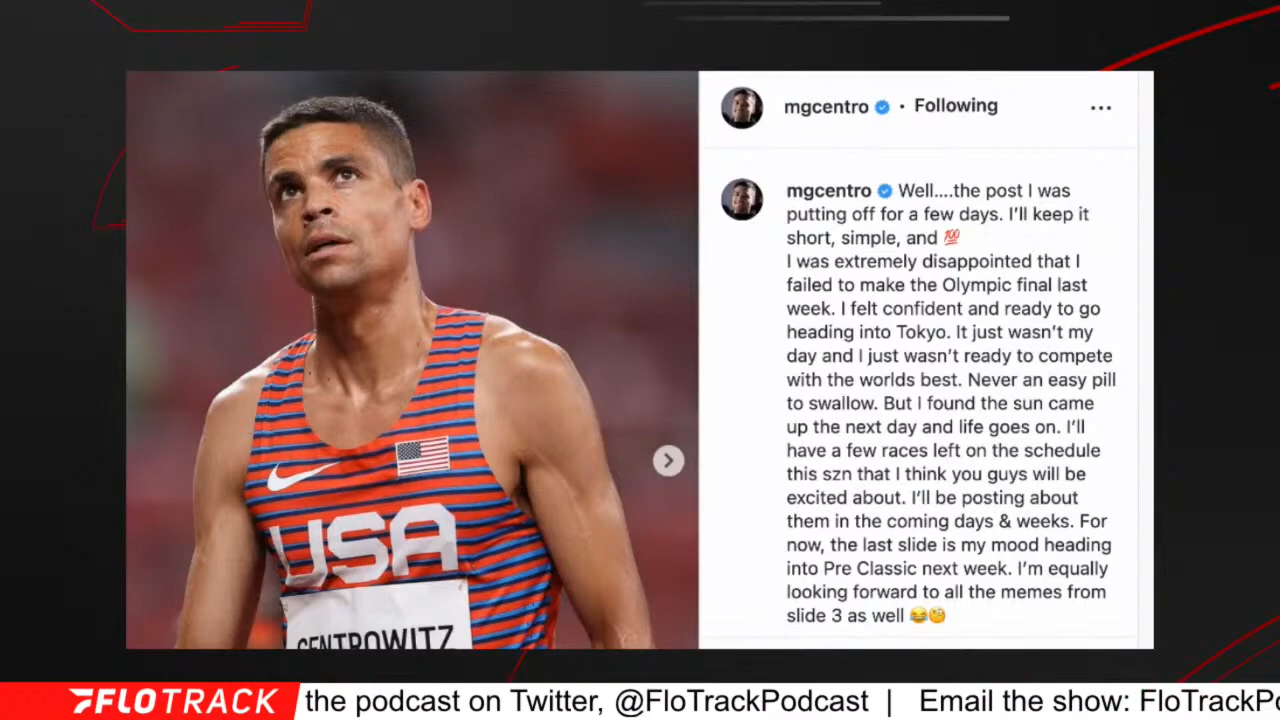 USA
CENTROWITZ
mgcentro • Following
mgcentro Well....the post I was
putting off for a few days. I'll keep it
short, simple, and 💯
I was extremely disappointed that I
failed to make the Olympic final last
week. I felt confident and ready to go
heading into Tokyo. It just wasn't my
day and I just wasn't ready to compete
with the worlds best. Never an easy pill
to swallow. But I found the sun came
up the next day and life goes on. I'll
have a few races left on the schedule
this szn that I think you guys will be
excited about. I'll be posting about
them in the coming days & weeks. For
now, the last slide is my mood heading
into Pre Classic next week. I'm equally
looking forward to all the memes from
slide 3 as well 😂🧐
FLOTRACK the podcast on Twitter, @FloTrackPodcast | Email the show: FloTrackP